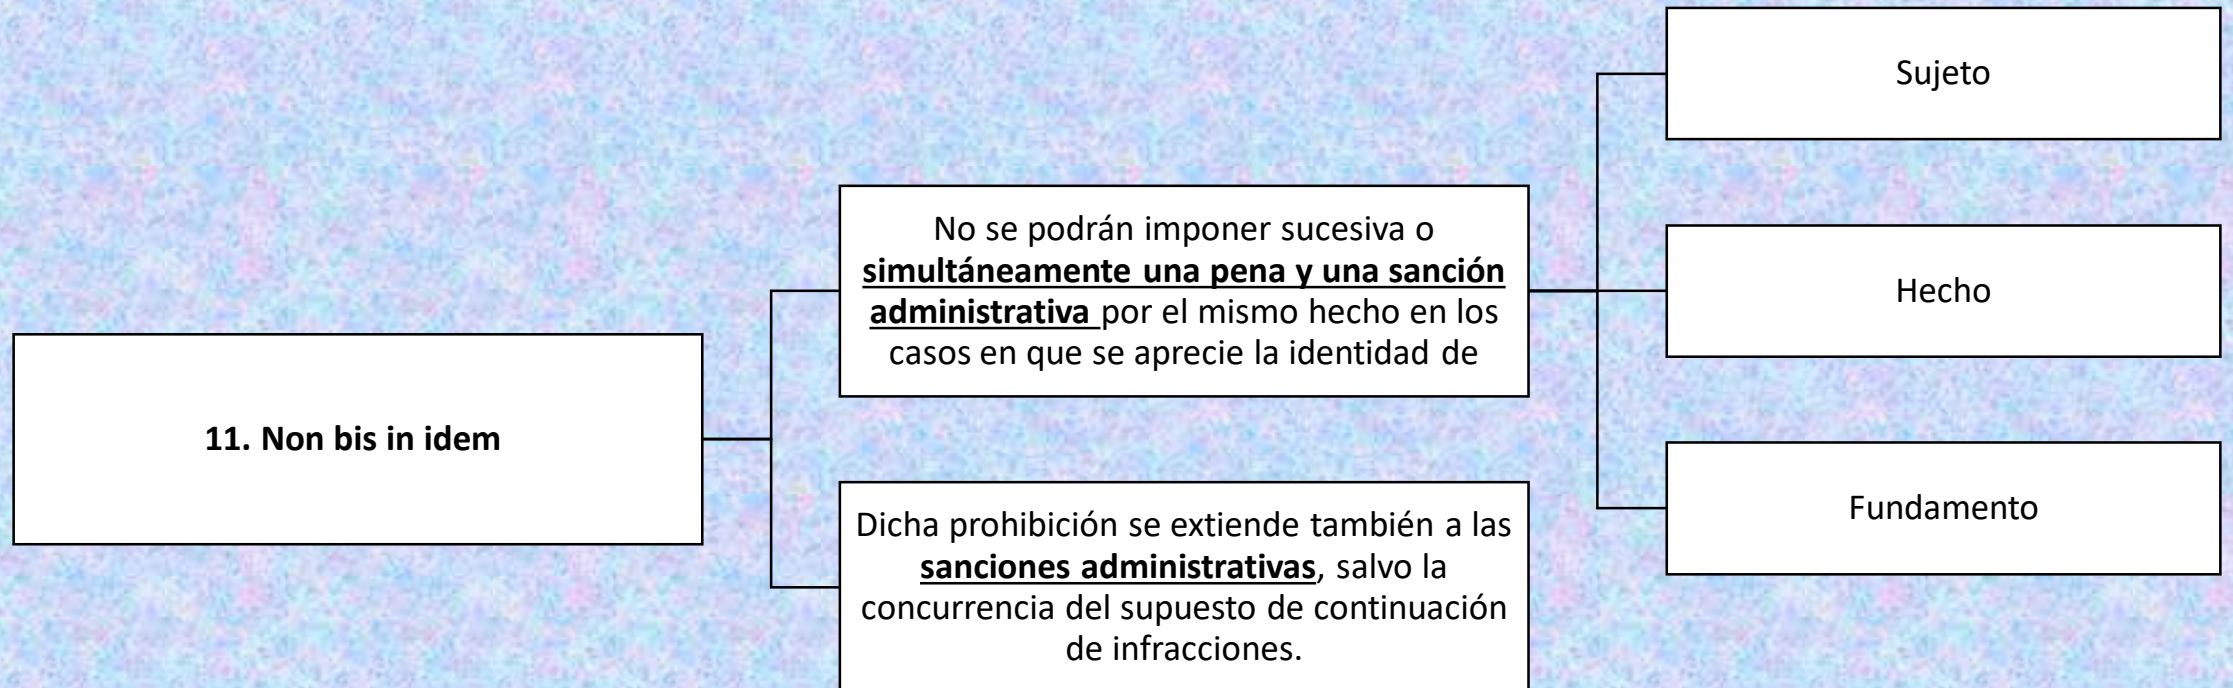 11. Non bis in idem
No se podrán imponer sucesiva o
simultáneamente una pena y una sanción
administrativa por el mismo hecho en los
casos en que se aprecie la identidad de
Sujeto
Hecho
Fundamento
Dicha prohibición se extiende también a las
sanciones administrativas, salvo la
concurrencia del supuesto de continuación
de infracciones.